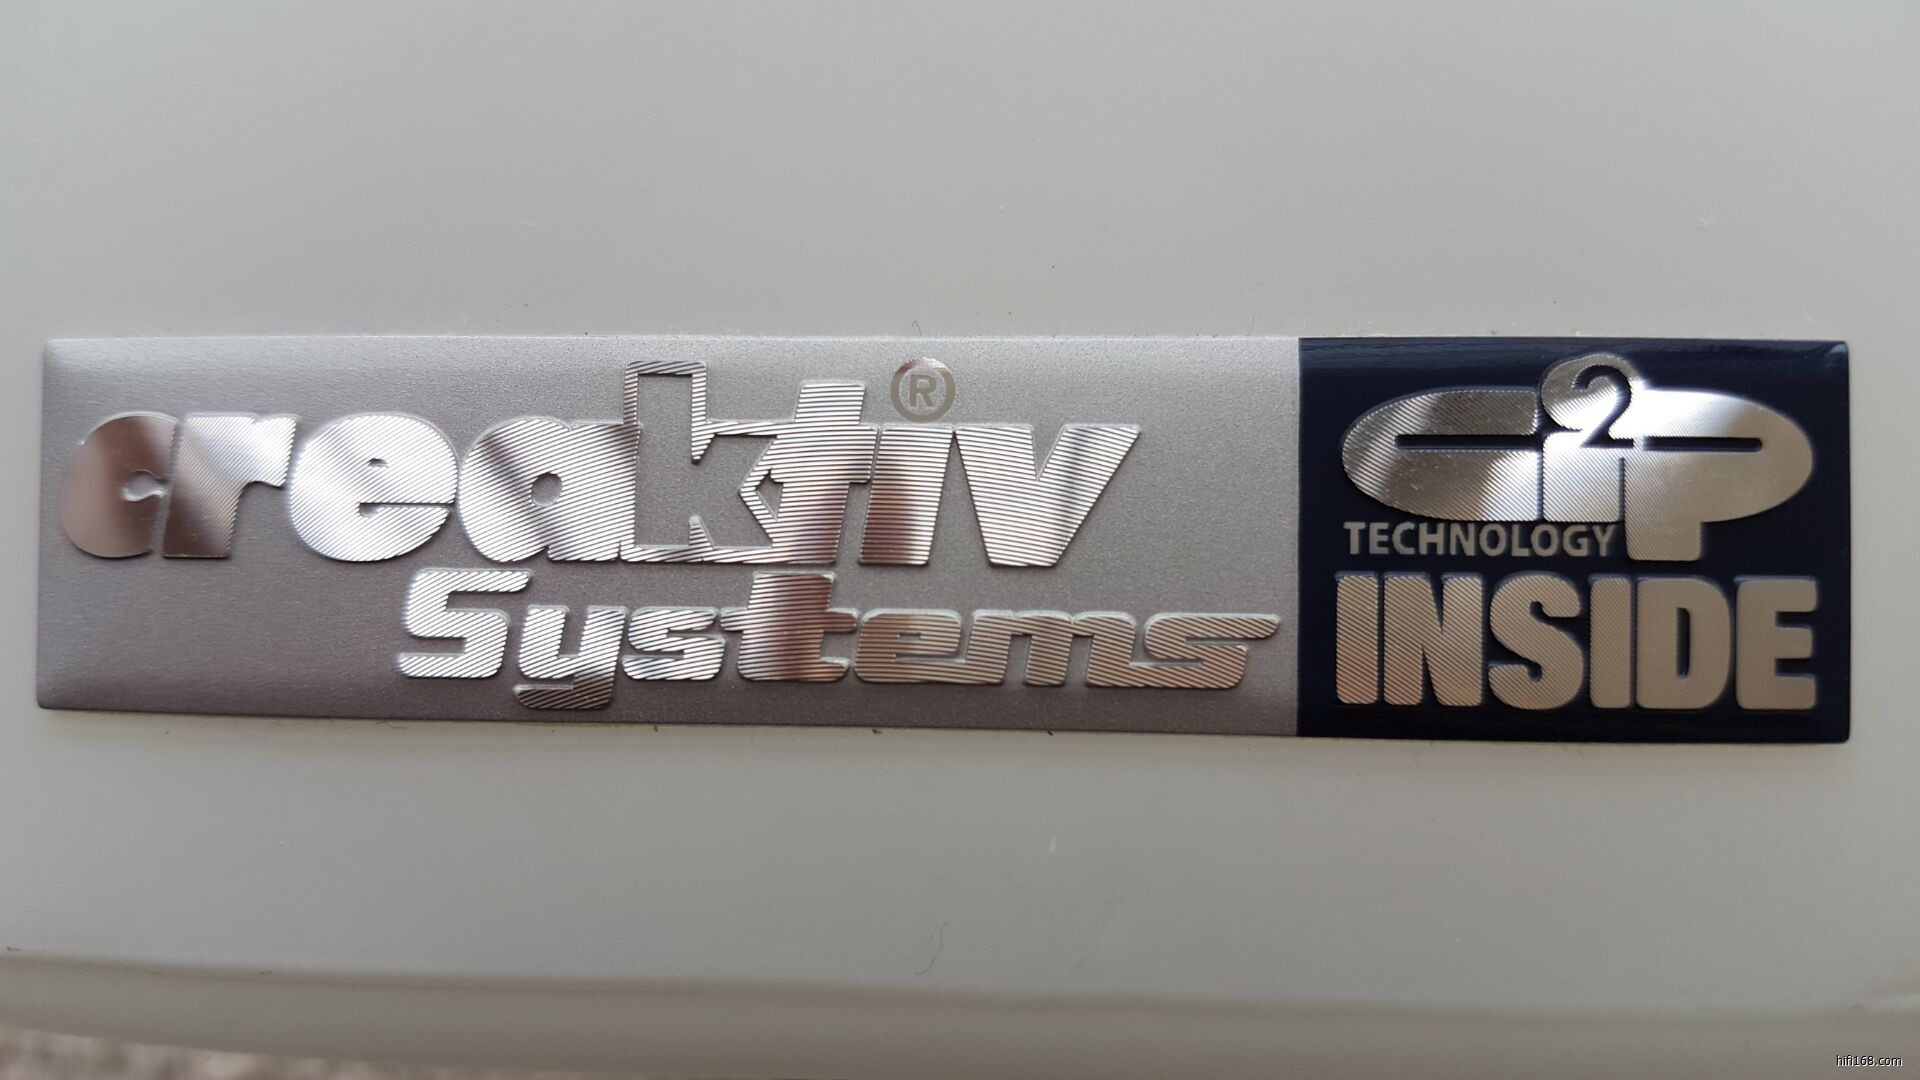 creaktiv®
Systems
C2P
TECHNOLOGY
INSIDE
hifi168.com